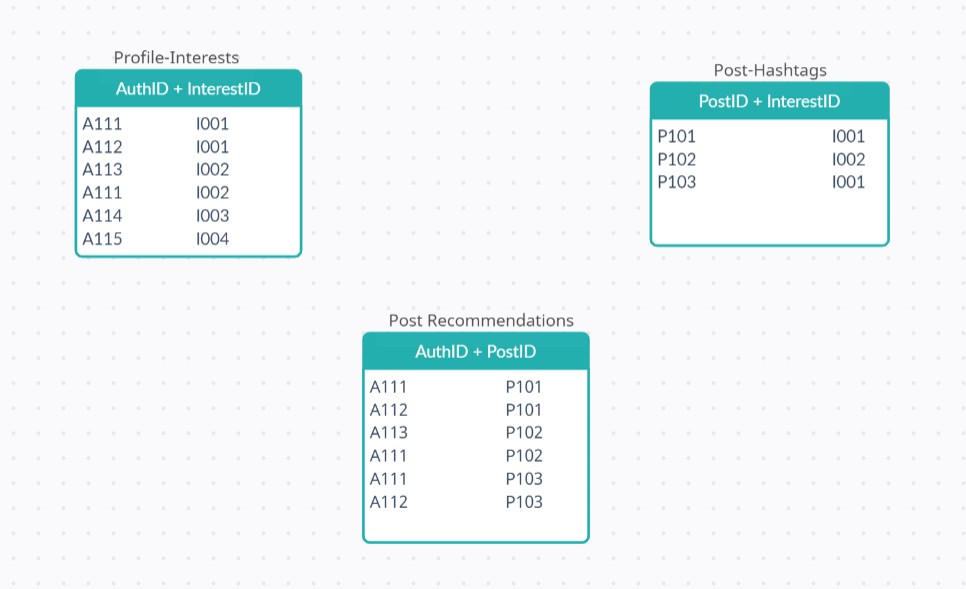 Profile-Interests
AuthID + InterestID
A111 I001
A112 I001
A113 I002
A111 I002
A114 I003
A115 I004
Post-Hashtags
PostID + InterestID
P101 I001
P102 I002
P103 I001
Post Recommendations
AuthID + PostID
A111 P101
A112 P101
A113 P102
A111 P102
A111 P103
A112 P103